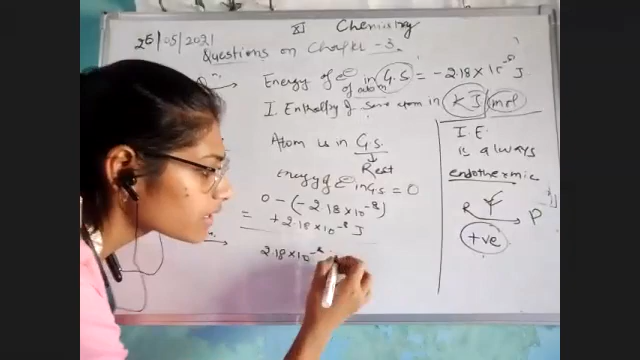 25/05/2021
XI Chemistry
Questions on Chapter - 3.
Energy of e⊖ in G.S = -2.18 × 10⁻⁸ J.
of atom
I. Enthalpy of same atom in KJ mol
Atom is in G.S.
Rest
Energy of e⊖ in G.S = 0
0 - (-2.18 × 10⁻⁸)
= +2.18 × 10⁻⁸ J
2.18 × 10⁻⁸
I.E.
is always
endothermic
R → P
+ve